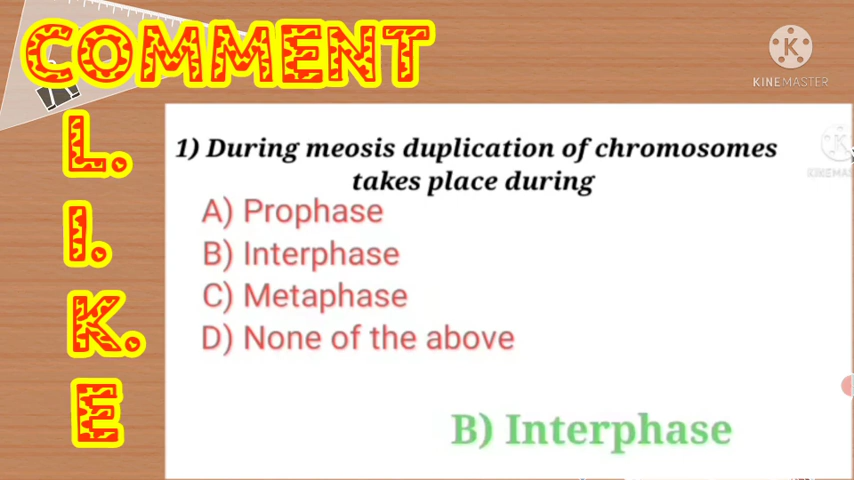 COMMENT
KINEMASTER
L.
I.
K.
E
1) During meosis duplication of chromosomes
takes place during
A) Prophase
B) Interphase
C) Metaphase
D) None of the above
B) Interphase